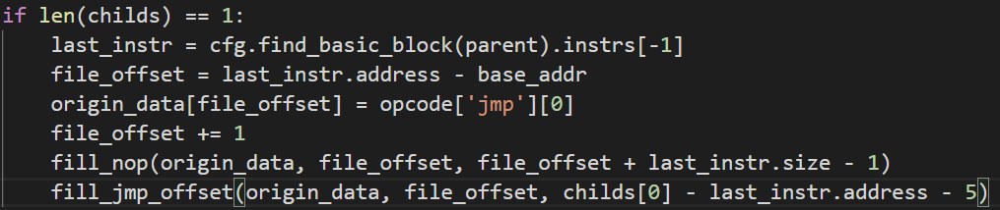 if len(childs) == 1:
    last_instr = cfg.find_basic_block(parent).instrs[-1]
    file_offset = last_instr.address - base_addr
    origin_data[file_offset] = opcode['jmp'][0]
    file_offset += 1
    fill_nop(origin_data, file_offset, file_offset + last_instr.size - 1)
    fill_jmp_offset(origin_data, file_offset, childs[0] - last_instr.address - 5)